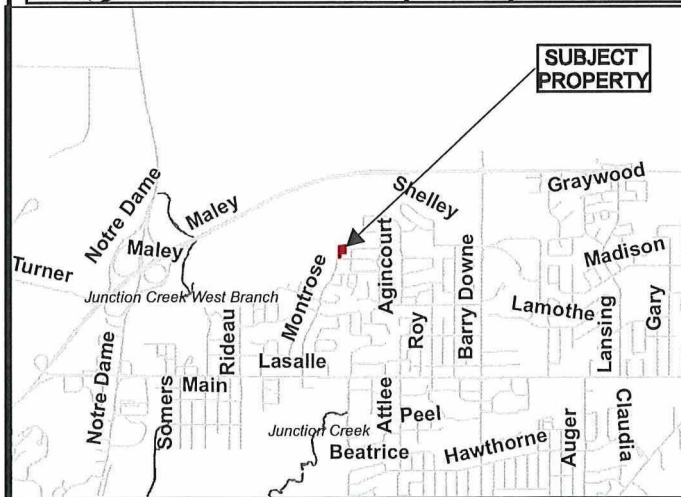 SUBJECT
PROPERTY
Graywood
Shelley
Notre Dame
Maley
Maley
Madison
Turner
Agincourt
Barry Downe
Junction Creek West Branch
Montrose
Lamothe
Gary
Rideau
Roy
Lansing
Lasalle
Main
Notre Dame
Somers
Attlee
Peel
Claudia
Auger
Junction Creek
Hawthorne
Beatrice